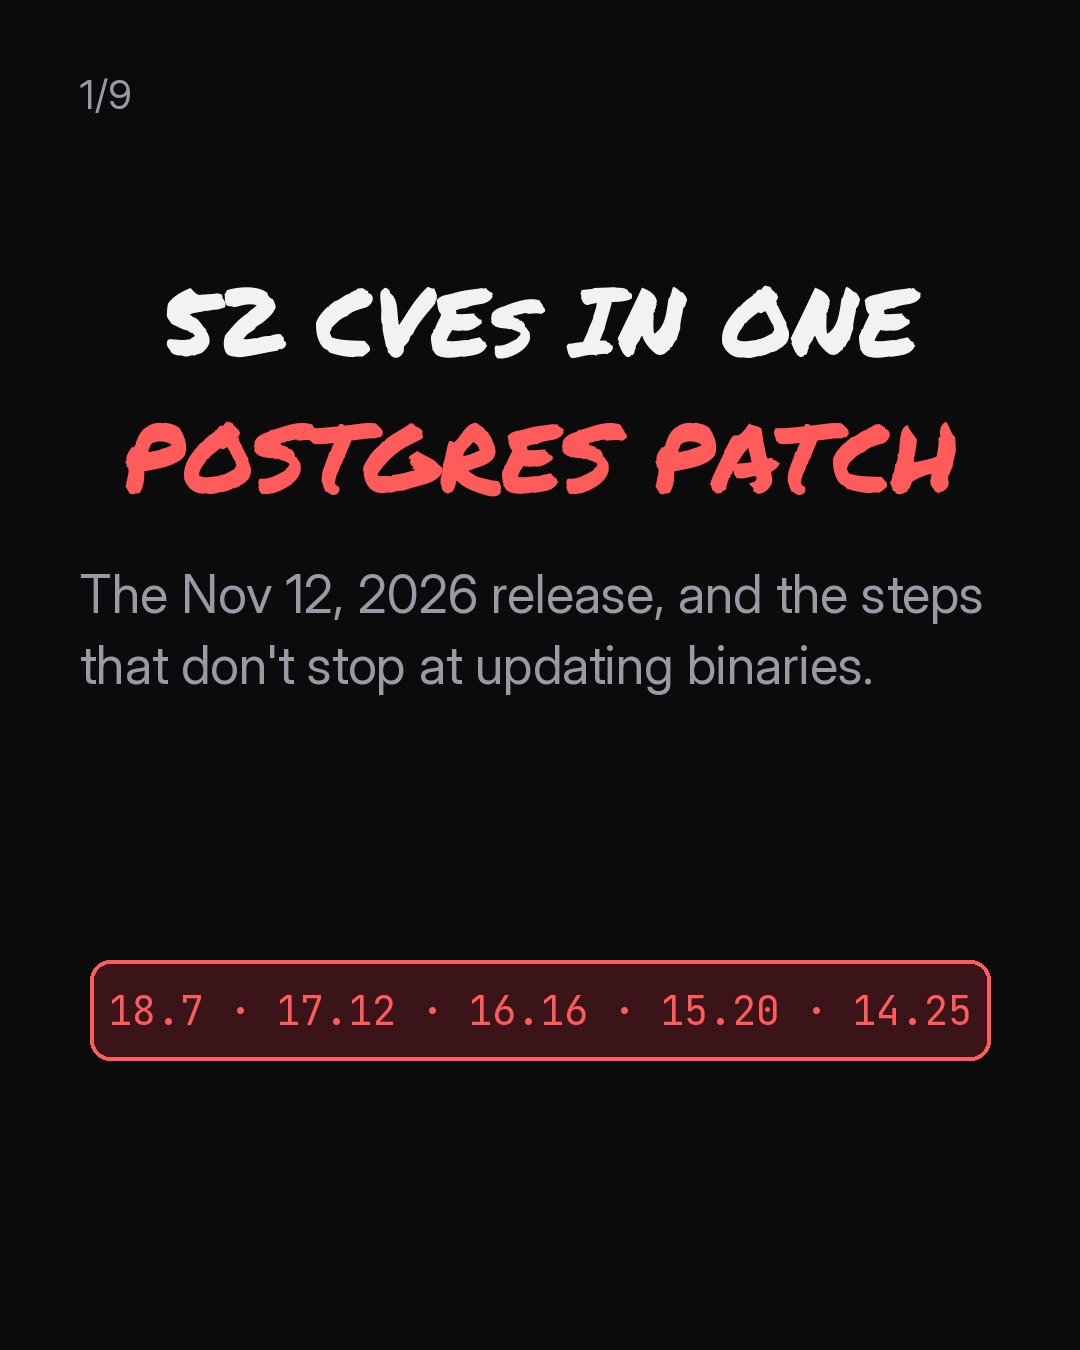 1/9
52 CVEs IN ONE
POSTGRES PATCH
The Nov 12, 2026 release, and the steps
that don't stop at updating binaries.
18.7 · 17.12 · 16.16 · 15.20 · 14.25